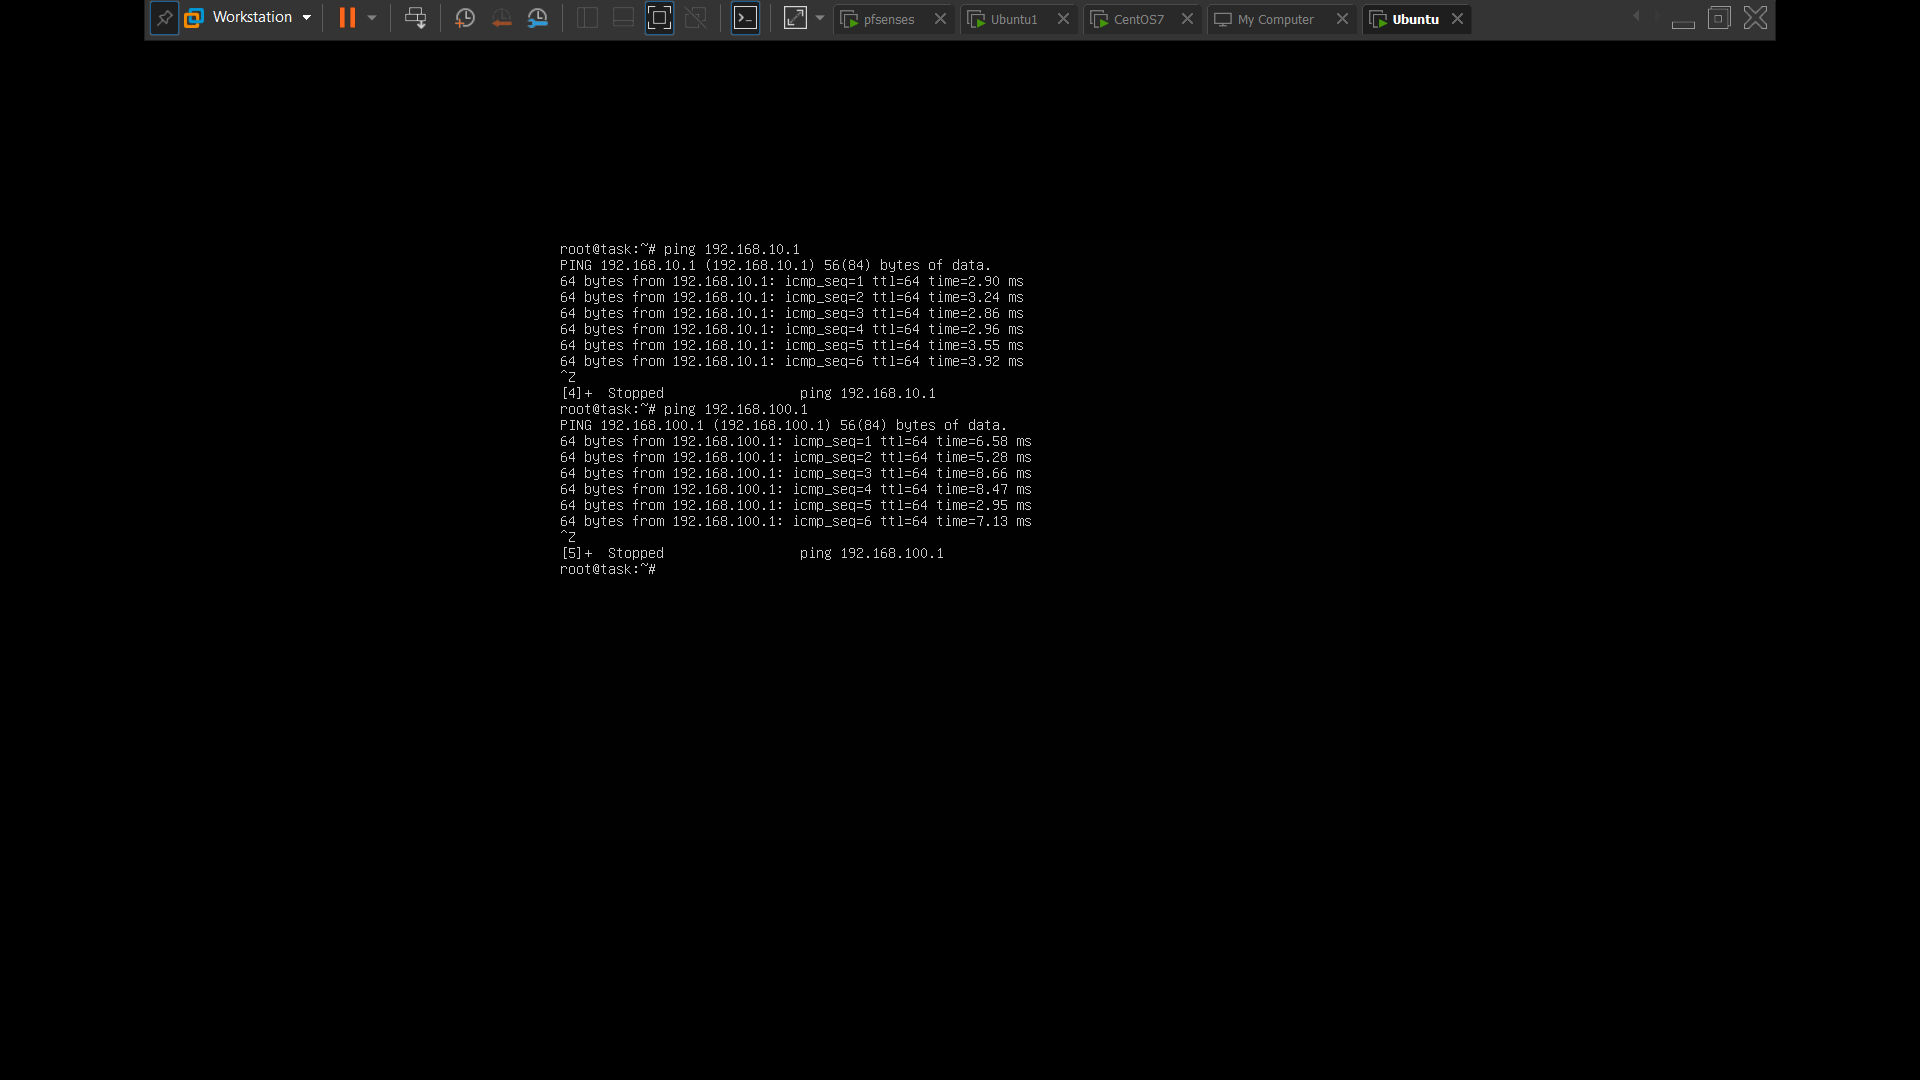 Workstation
pfsenses
Ubuntu1
CentOS7
My Computer
Ubuntu
root@task:~# ping 192.168.10.1
PING 192.168.10.1 (192.168.10.1) 56(84) bytes of data.
64 bytes from 192.168.10.1: icmp_seq=1 ttl=64 time=2.90 ms
64 bytes from 192.168.10.1: icmp_seq=2 ttl=64 time=3.24 ms
64 bytes from 192.168.10.1: icmp_seq=3 ttl=64 time=2.86 ms
64 bytes from 192.168.10.1: icmp_seq=4 ttl=64 time=2.96 ms
64 bytes from 192.168.10.1: icmp_seq=5 ttl=64 time=3.55 ms
64 bytes from 192.168.10.1: icmp_seq=6 ttl=64 time=3.92 ms
^Z
[4]+  Stopped                 ping 192.168.10.1
root@task:~# ping 192.168.100.1
PING 192.168.100.1 (192.168.100.1) 56(84) bytes of data.
64 bytes from 192.168.100.1: icmp_seq=1 ttl=64 time=6.58 ms
64 bytes from 192.168.100.1: icmp_seq=2 ttl=64 time=5.28 ms
64 bytes from 192.168.100.1: icmp_seq=3 ttl=64 time=8.66 ms
64 bytes from 192.168.100.1: icmp_seq=4 ttl=64 time=8.47 ms
64 bytes from 192.168.100.1: icmp_seq=5 ttl=64 time=2.95 ms
64 bytes from 192.168.100.1: icmp_seq=6 ttl=64 time=7.13 ms
^Z
[5]+  Stopped                 ping 192.168.100.1
root@task:~#